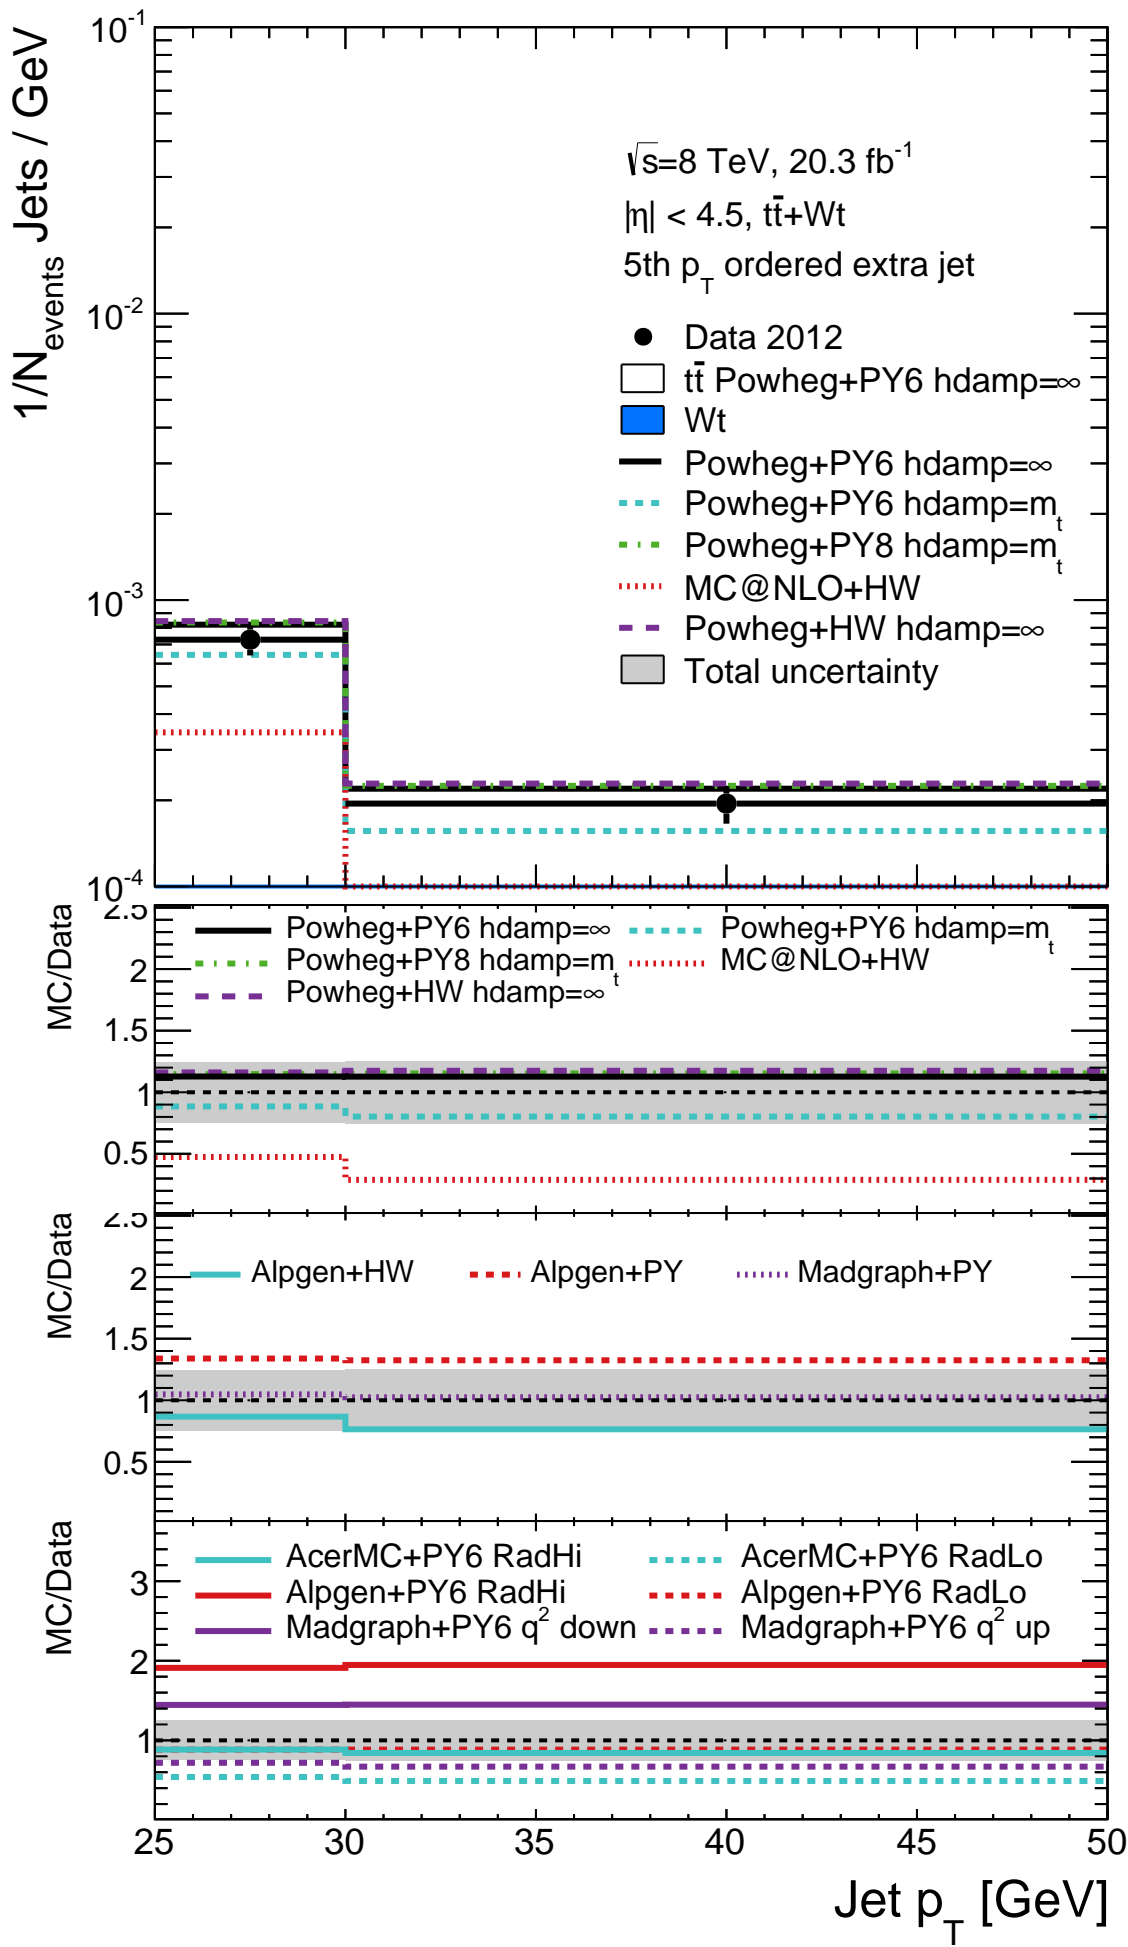 10^-1
1/N_events Jets / GeV
√s=8 TeV, 20.3 fb^-1
|η| < 4.5, tt̄+Wt
5th p_T ordered extra jet
10^-2
Data 2012
tt̄ Powheg+PY6 hdamp=∞
Wt
Powheg+PY6 hdamp=∞
Powheg+PY6 hdamp=m_t
Powheg+PY8 hdamp=m_t
10^-3
MC@NLO+HW
Powheg+HW hdamp=∞
Total uncertainty
10^-4
MC/Data
2.5
Powheg+PY6 hdamp=∞ Powheg+PY6 hdamp=m_t
Powheg+PY8 hdamp=m_t MC@NLO+HW
2
Powheg+HW hdamp=∞
1.5
1
0.5
MC/Data
2.5
Alpgen+HW Alpgen+PY Madgraph+PY
2
1.5
1
0.5
MC/Data
AcerMC+PY6 RadHi AcerMC+PY6 RadLo
3
Alpgen+PY6 RadHi Alpgen+PY6 RadLo
Madgraph+PY6 q^2 down Madgraph+PY6 q^2 up
2
1
25 30 35 40 45 50
Jet p_T [GeV]